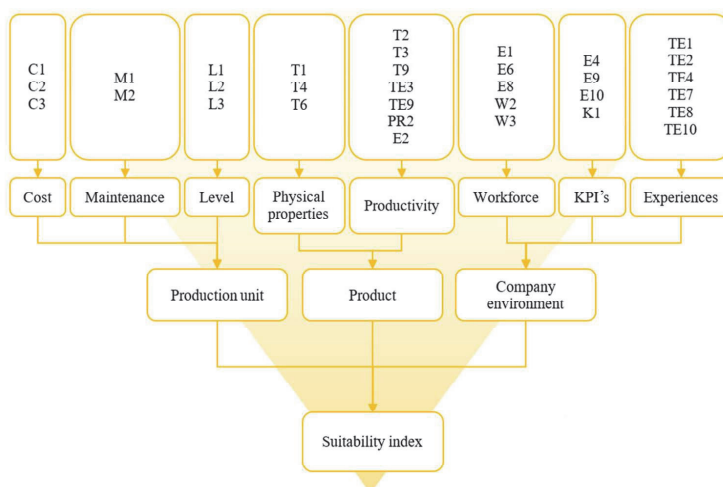 C1
C2
C3
M1
M2
L1
L2
L3
T1
T4
T6
T2
T3
T9
TE3
TE9
PR2
E2
E1
E6
E8
W2
W3
E4
E9
E10
K1
TE1
TE2
TE4
TE7
TE8
TE10
Cost
Maintenance
Level
Physical
properties
Productivity
Workforce
KPI's
Experiences
Production unit
Product
Company
environment
Suitability index